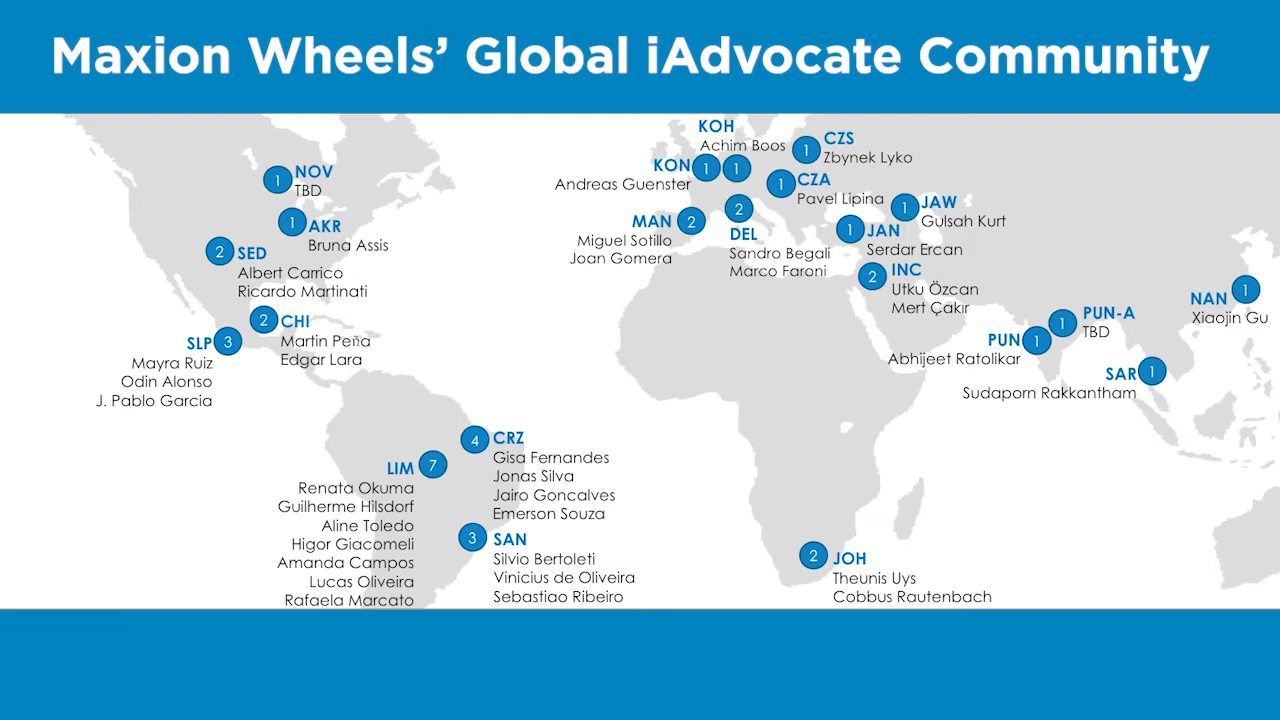 Maxion Wheels’ Global iAdvocate Community
1
NOV
TBD
1
AKR
Bruna Assis
2
SED
Albert Carrico
Ricardo Martinati
2
CHI
Martin Peña
Edgar Lara
SLP
3
Mayra Ruiz
Odin Alonso
J. Pablo Garcia
4
CRZ
Gisa Fernandes
Jonas Silva
Jairo Goncalves
Emerson Souza
LIM
7
Renata Okuma
Guilherme Hilsdorf
Aline Toledo
Higor Giacomeli
Amanda Campos
Lucas Oliveira
Rafaela Marcato
3
SAN
Silvio Bertoleti
Vinicius de Oliveira
Sebastiao Ribeiro
KOH
Achim Boos
1
KON
1
Andreas Guenster
1
CZS
Zbynek Lyko
1
CZA
Pavel Lipina
MAN
2
Miguel Sotillo
Joan Gomera
2
DEL
Sandro Begali
Marco Faroni
1
JAW
Gulsah Kurt
1
JAN
Serdar Ercan
2
INC
Utku Özcan
Mert Çakır
NAN
1
Xiaojin Gu
1
PUN-A
TBD
PUN
1
Abhijeet Ratolikar
SAR
1
Sudaporn Rakkantham
2
JOH
Theunis Uys
Cobbus Rautenbach